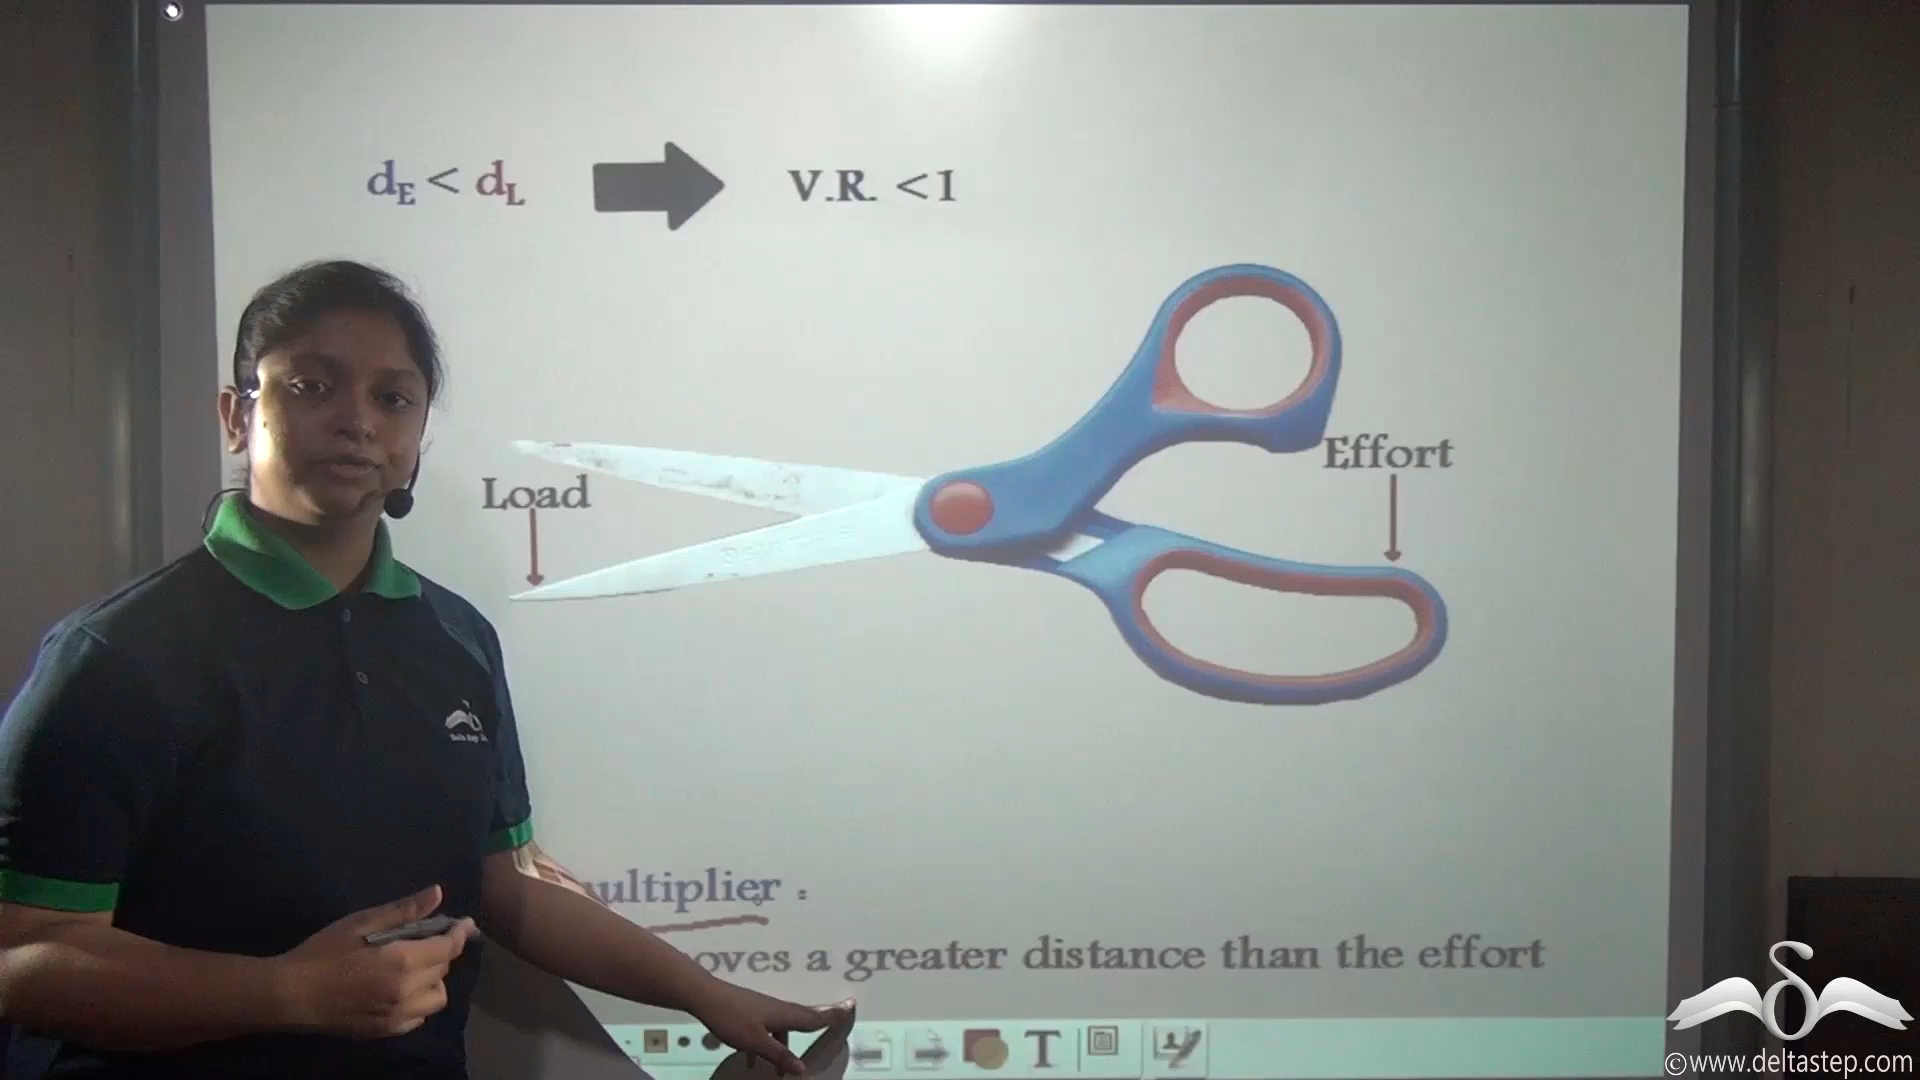 dE < dL V.R. <1
Effort
Load
ultiplier :
oves a greater distance than the effort
T
©www.deltastep.com